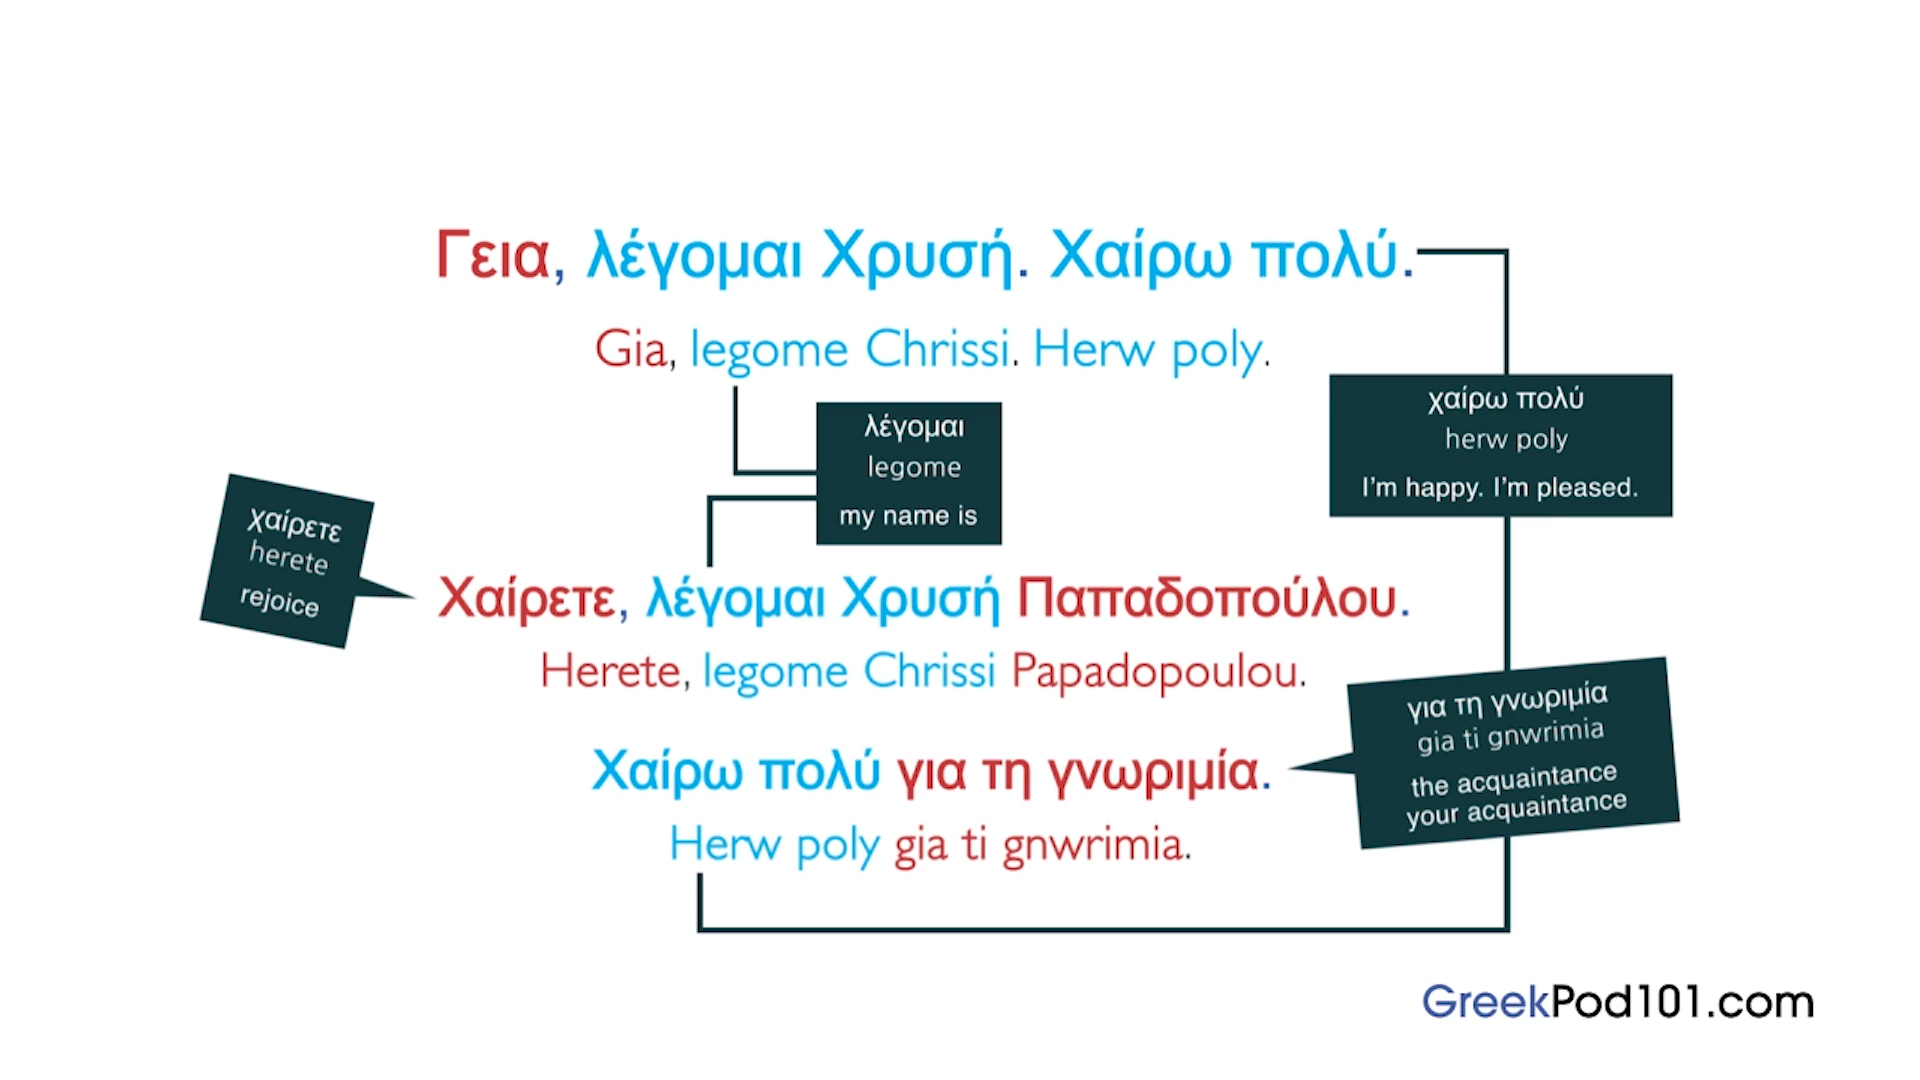 Γεια, λέγομαι Χρυσή. Χαίρω πολύ.
Gia, legome Chrissi. Herw poly.
λέγομαι
legome
my name is
χαίρω πολύ
herw poly
I'm happy. I'm pleased.
χαίρετε
herete
rejoice
Χαίρετε, λέγομαι Χρυσή Παπαδοπούλου.
Herete, legome Chrissi Papadopoulou.
Χαίρω πολύ για τη γνωριμία.
Herw poly gia ti gnwrimia.
για τη γνωριμία
gia ti gnwrimia
the acquaintance
your acquaintance
GreekPod101.com